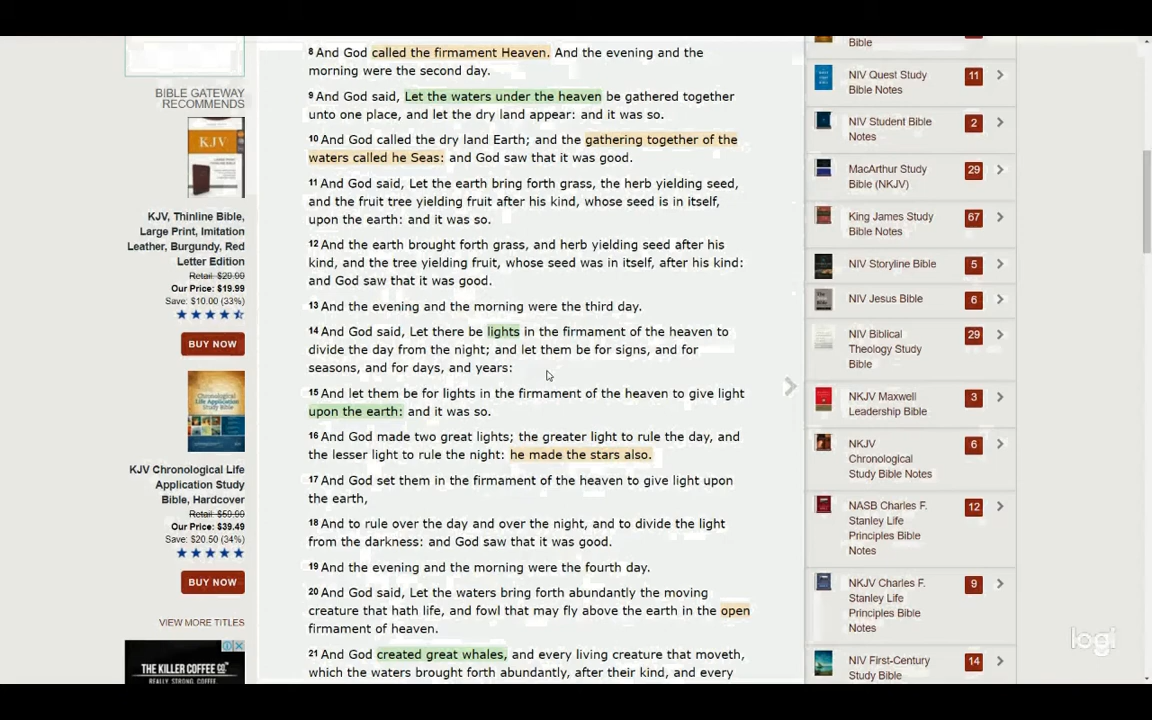 BIBLE GATEWAY
RECOMMENDS
KJV
KJV, Thinline Bible,
Large Print, Imitation
Leather, Burgundy, Red
Letter Edition
Retail: $29.99
Our Price: $19.99
Save: $10.00 (33%)
BUY NOW
KJV Chronological Life
Application Study
Bible, Hardcover
Retail: $59.99
Our Price: $39.49
Save: $20.50 (34%)
BUY NOW
VIEW MORE TITLES
THE KILLER COFFEE CO
REALLY STRONG. COFFEE.
8 And God called the firmament Heaven. And the evening and the
morning were the second day.
9 And God said, Let the waters under the heaven be gathered together
unto one place, and let the dry land appear: and it was so.
10 And God called the dry land Earth; and the gathering together of the
waters called he Seas: and God saw that it was good.
11 And God said, Let the earth bring forth grass, the herb yielding seed,
and the fruit tree yielding fruit after his kind, whose seed is in itself,
upon the earth: and it was so.
12 And the earth brought forth grass, and herb yielding seed after his
kind, and the tree yielding fruit, whose seed was in itself, after his kind:
and God saw that it was good.
13 And the evening and the morning were the third day.
14 And God said, Let there be lights in the firmament of the heaven to
divide the day from the night; and let them be for signs, and for
seasons, and for days, and years:
15 And let them be for lights in the firmament of the heaven to give light
upon the earth: and it was so.
16 And God made two great lights; the greater light to rule the day, and
the lesser light to rule the night: he made the stars also.
17 And God set them in the firmament of the heaven to give light upon
the earth,
18 And to rule over the day and over the night, and to divide the light
from the darkness: and God saw that it was good.
19 And the evening and the morning were the fourth day.
20 And God said, Let the waters bring forth abundantly the moving
creature that hath life, and fowl that may fly above the earth in the open
firmament of heaven.
21 And God created great whales, and every living creature that moveth,
which the waters brought forth abundantly, after their kind, and every
Bible
NIV Quest Study
Bible Notes
11
NIV Student Bible
Notes
2
MacArthur Study
Bible (NKJV)
29
King James Study
Bible Notes
67
NIV Storyline Bible
5
NIV Jesus Bible
6
NIV Biblical
Theology Study
Bible
29
NKJV Maxwell
Leadership Bible
3
NKJV
Chronological
Study Bible Notes
6
NASB Charles F.
Stanley Life
Principles Bible
Notes
12
NKJV Charles F.
Stanley Life
Principles Bible
Notes
9
NIV First-Century
Study Bible
14
logi